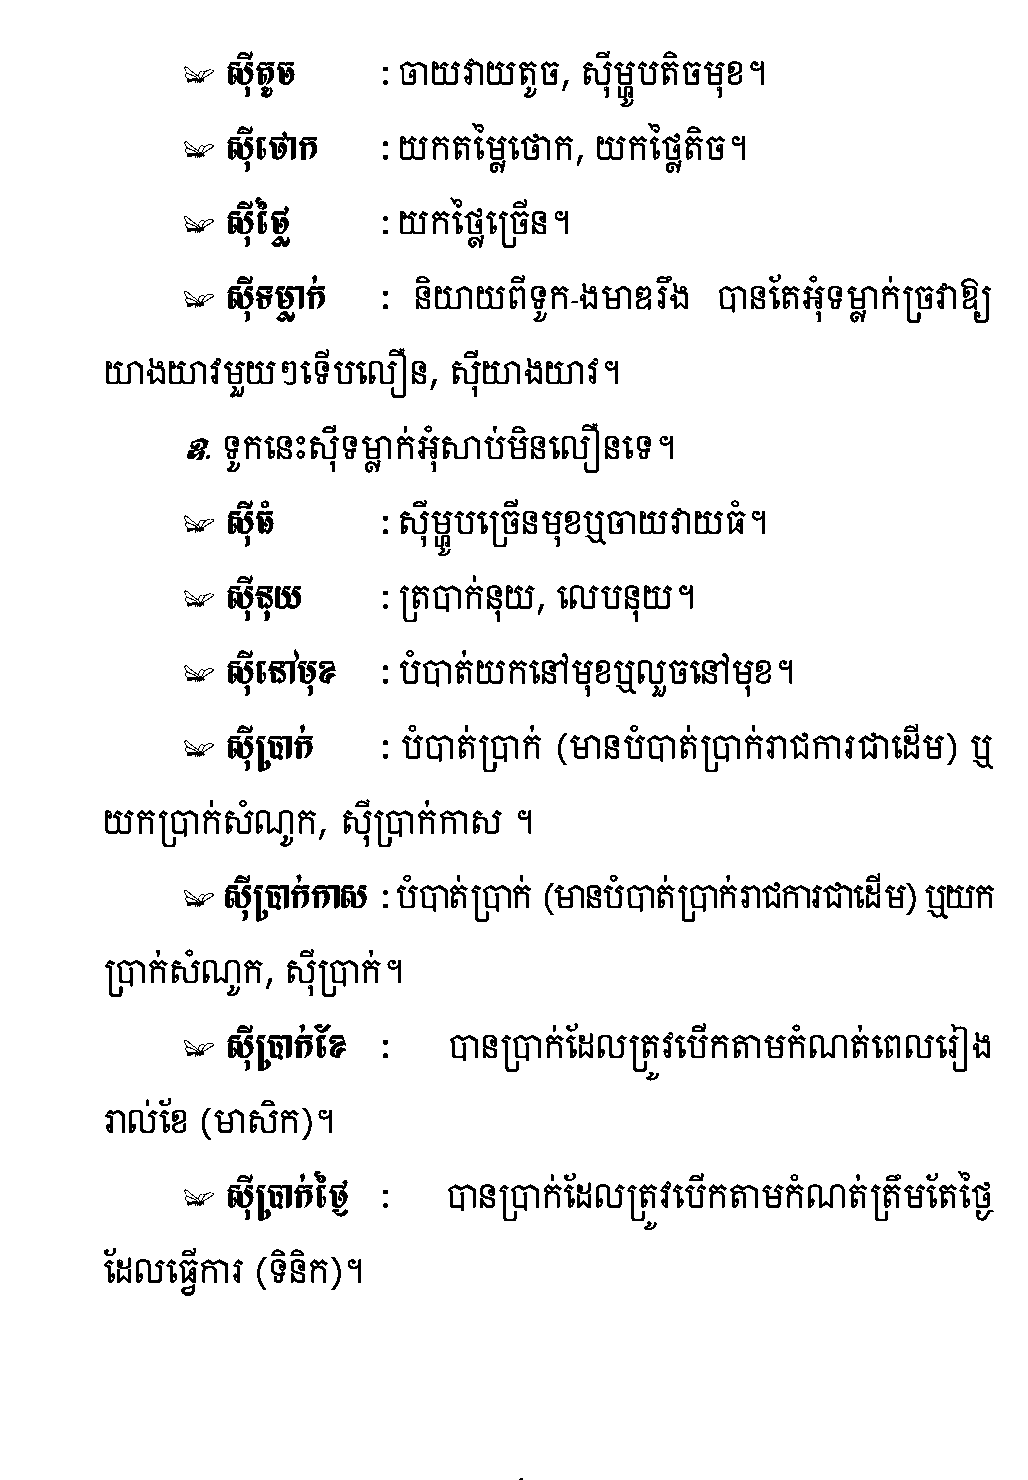 ស៊ីតូច : ចាយវាយតូច, ស៊ីម្ហូបតិចមុខ។
ស៊ីថោក : យកតម្លៃថោក, យកថ្លៃតិច។
ស៊ីថ្លៃ : យកថ្លៃច្រើន។
ស៊ីទម្លាក់ : និយាយពីទូក-ងមាឌរឹង បានតែអុំទម្លាក់ច្រវាឱ្យ
យាងយាវមួយៗទើបលឿន, ស៊ីយាងយាវ។
ឧ. ទូកនេះស៊ីទម្លាក់អុំសាប់មិនលឿនទេ។
ស៊ីធំ : ស៊ីម្ហូបច្រើនមុខឬចាយវាយធំ។
ស៊ីនុយ : ត្របាក់នុយ, លេបនុយ។
ស៊ីនៅមុខ : បំបាត់យកនៅមុខឬលួចនៅមុខ។
ស៊ីប្រាក់ : បំបាត់ប្រាក់ (មានបំបាត់ប្រាក់រាជការជាដើម) ឬ
យកប្រាក់សំណូក, ស៊ីប្រាក់កាស ។
ស៊ីប្រាក់កាស : បំបាត់ប្រាក់ (មានបំបាត់ប្រាក់រាជការជាដើម) ឬយក
ប្រាក់សំណូក, ស៊ីប្រាក់។
ស៊ីប្រាក់ខែ : បានប្រាក់ដែលត្រូវបើកតាមកំណត់ពេលរៀង
រាល់ខែ (មាសិក)។
ស៊ីប្រាក់ថ្ងៃ : បានប្រាក់ដែលត្រូវបើកតាមកំណត់ត្រឹមតែថ្ងៃ
ដែលធ្វើការ (ទិនិក)។